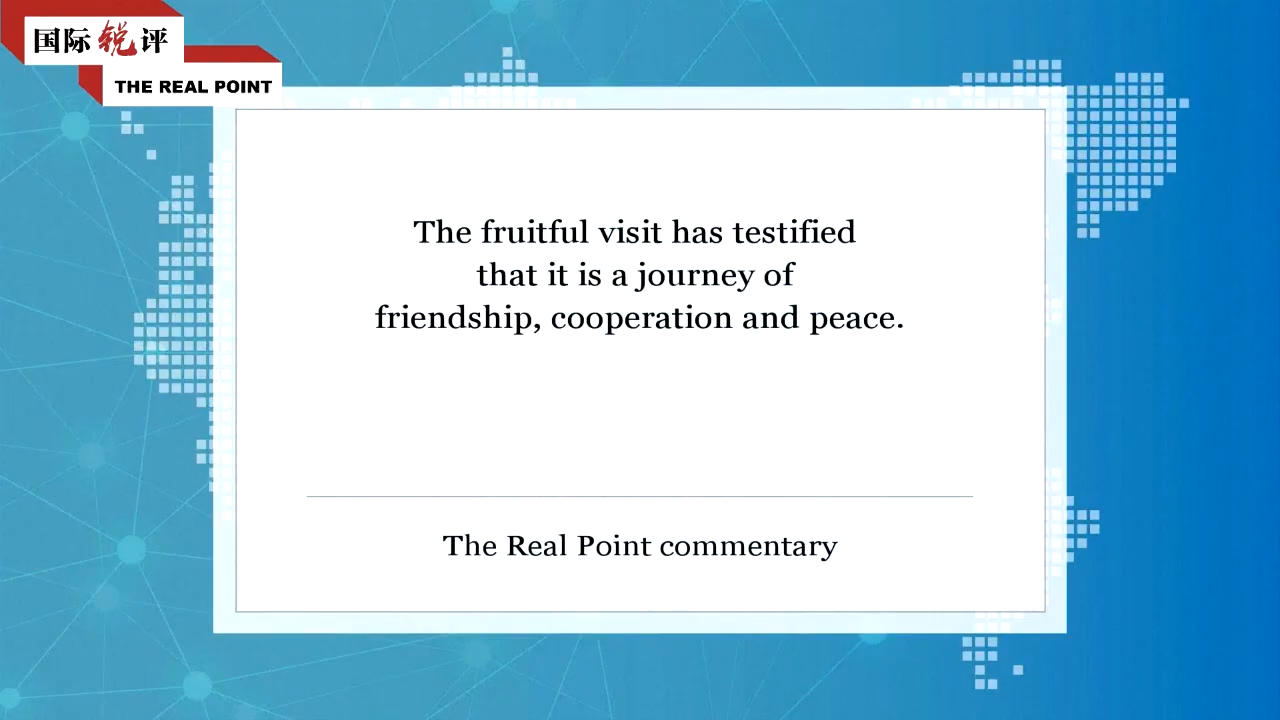 国际锐评
THE REAL POINT
The fruitful visit has testified
that it is a journey of
friendship, cooperation and peace.
The Real Point commentary